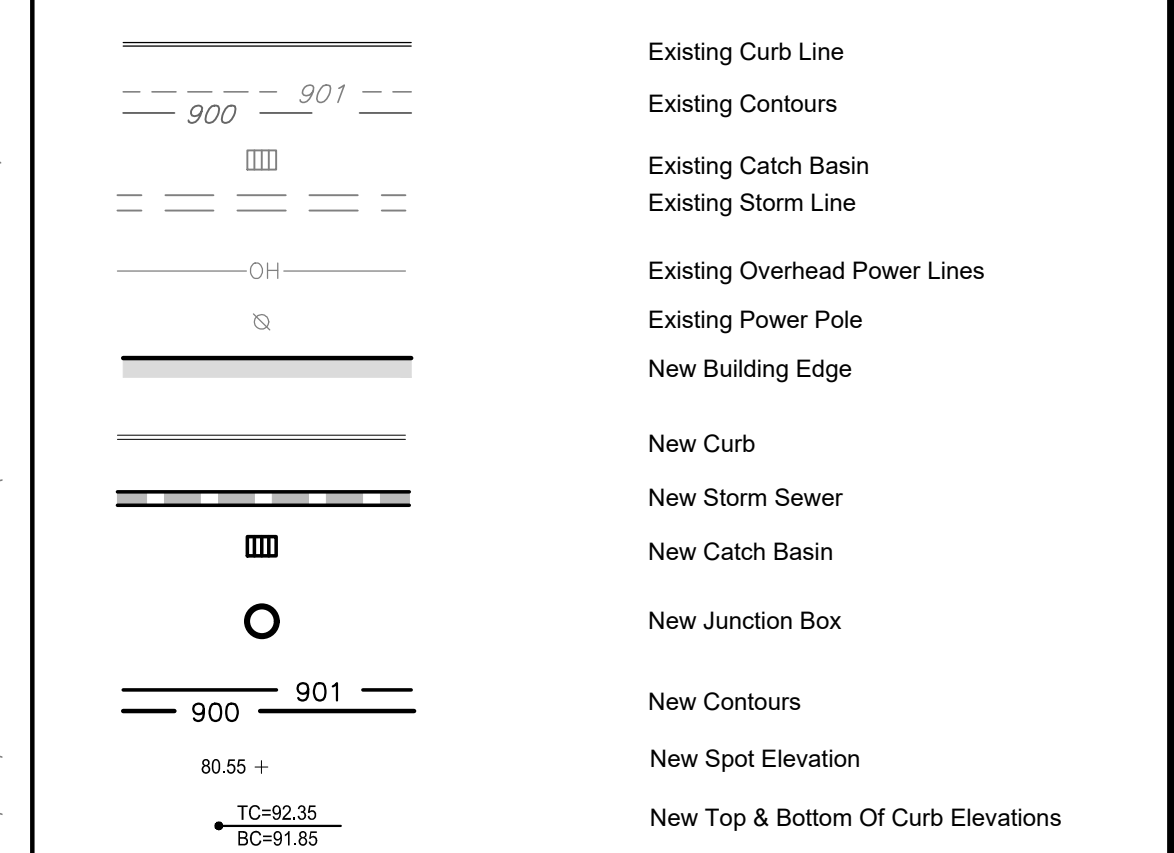 Existing Curb Line
901
900
Existing Contours
Existing Catch Basin
Existing Storm Line
OH
Existing Overhead Power Lines
Existing Power Pole
New Building Edge
New Curb
New Storm Sewer
New Catch Basin
New Junction Box
901
900
New Contours
80.55 +
New Spot Elevation
TC=92.35
BC=91.85
New Top & Bottom Of Curb Elevations